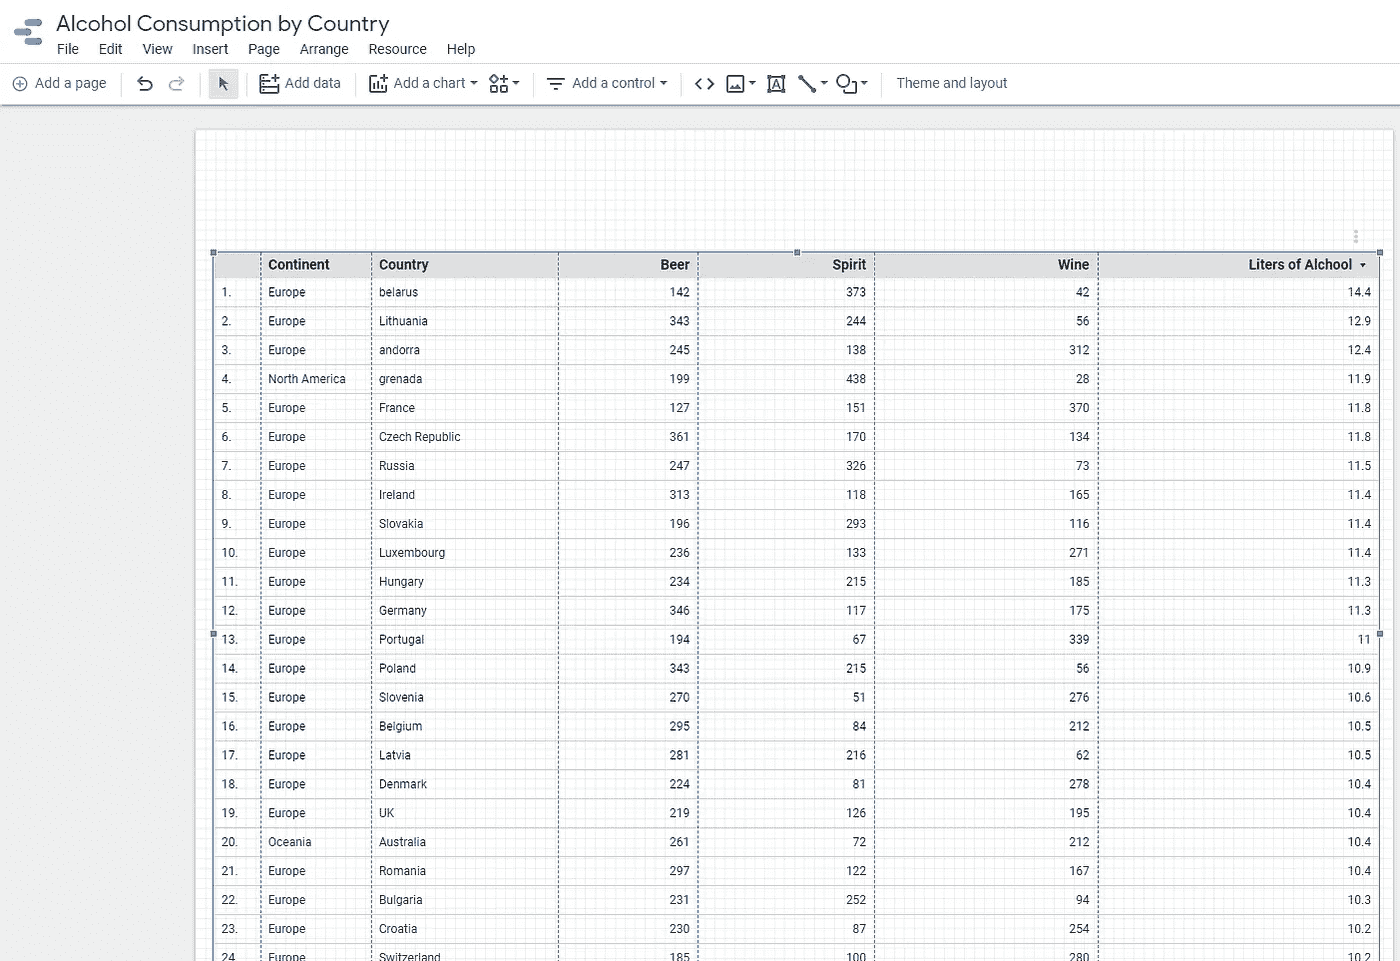 Alcohol Consumption by Country
File Edit View Insert Page Arrange Resource Help
Add a page Add data Add a chart Add a control Theme and layout
Continent Country Beer Spirit Wine Liters of Alchool
1. Europe belarus 142 373 42 14.4
2. Europe Lithuania 343 244 56 12.9
3. Europe andorra 245 138 312 12.4
4. North America grenada 199 438 28 11.9
5. Europe France 127 151 370 11.8
6. Europe Czech Republic 361 170 134 11.8
7. Europe Russia 247 326 73 11.5
8. Europe Ireland 313 118 165 11.4
9. Europe Slovakia 196 293 116 11.4
10. Europe Luxembourg 236 133 271 11.4
11. Europe Hungary 234 215 185 11.3
12. Europe Germany 346 117 175 11.3
13. Europe Portugal 194 67 339 11
14. Europe Poland 343 215 56 10.9
15. Europe Slovenia 270 51 276 10.6
16. Europe Belgium 295 84 212 10.5
17. Europe Latvia 281 216 62 10.5
18. Europe Denmark 224 81 278 10.4
19. Europe UK 219 126 195 10.4
20. Oceania Australia 261 72 212 10.4
21. Europe Romania 297 122 167 10.4
22. Europe Bulgaria 231 252 94 10.3
23. Europe Croatia 230 87 254 10.2
24. Europe Switzerland 185 100 280 10.2